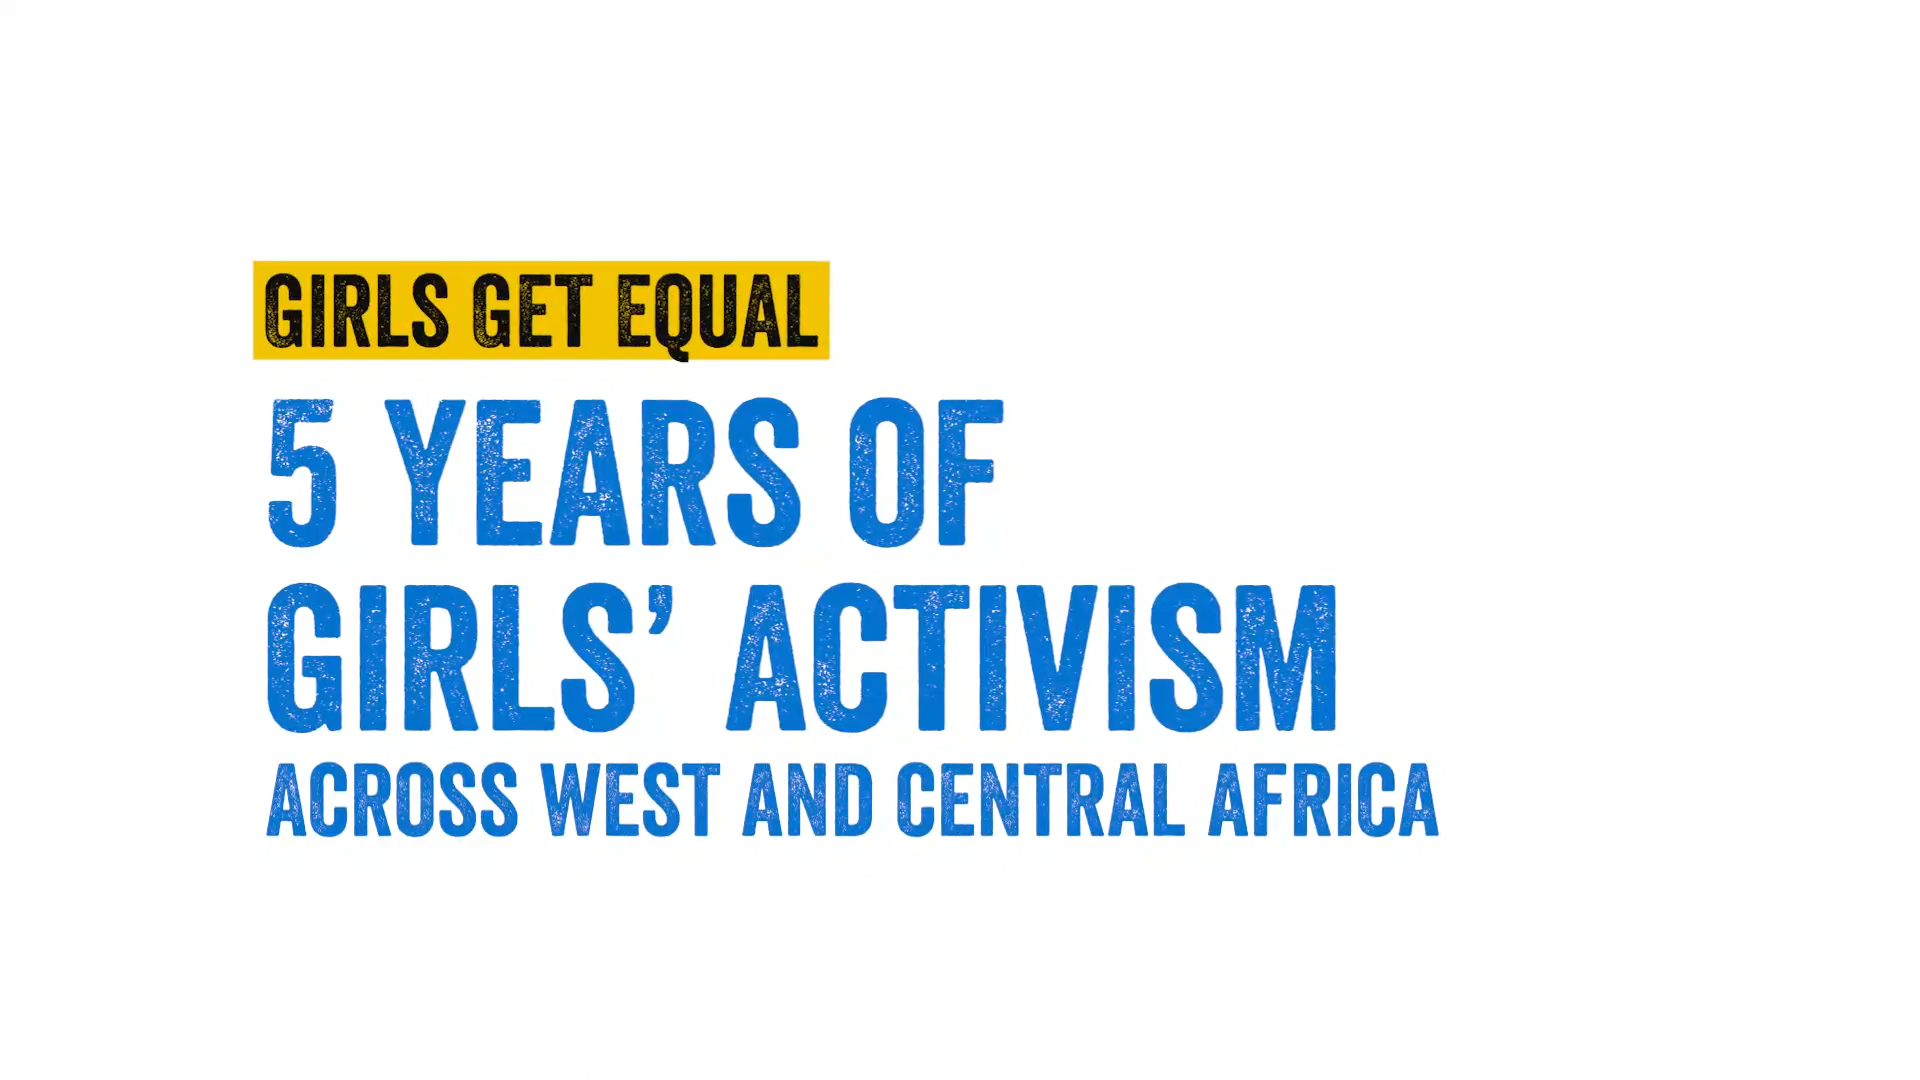 GIRLS GET EQUAL
5 YEARS OF
GIRLS’ ACTIVISM
ACROSS WEST AND CENTRAL AFRICA